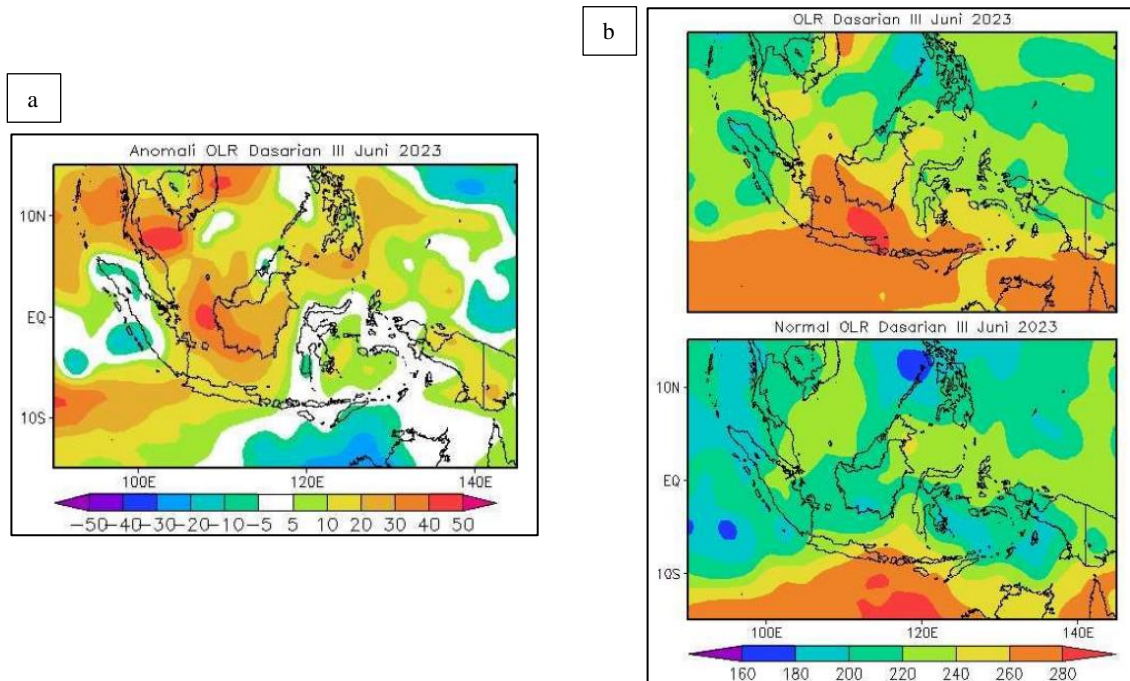 a
Anomali OLR Dasarian III Juni 2023
10N
EQ
10S
100E 120E 140E
-50 -40 -30 -20 -10 -5 5 10 20 30 40 50
b
OLR Dasarian III Juni 2023
Normal OLR Dasarian III Juni 2023
10N
EQ
10S
100E 120E 140E
160 180 200 220 240 260 280